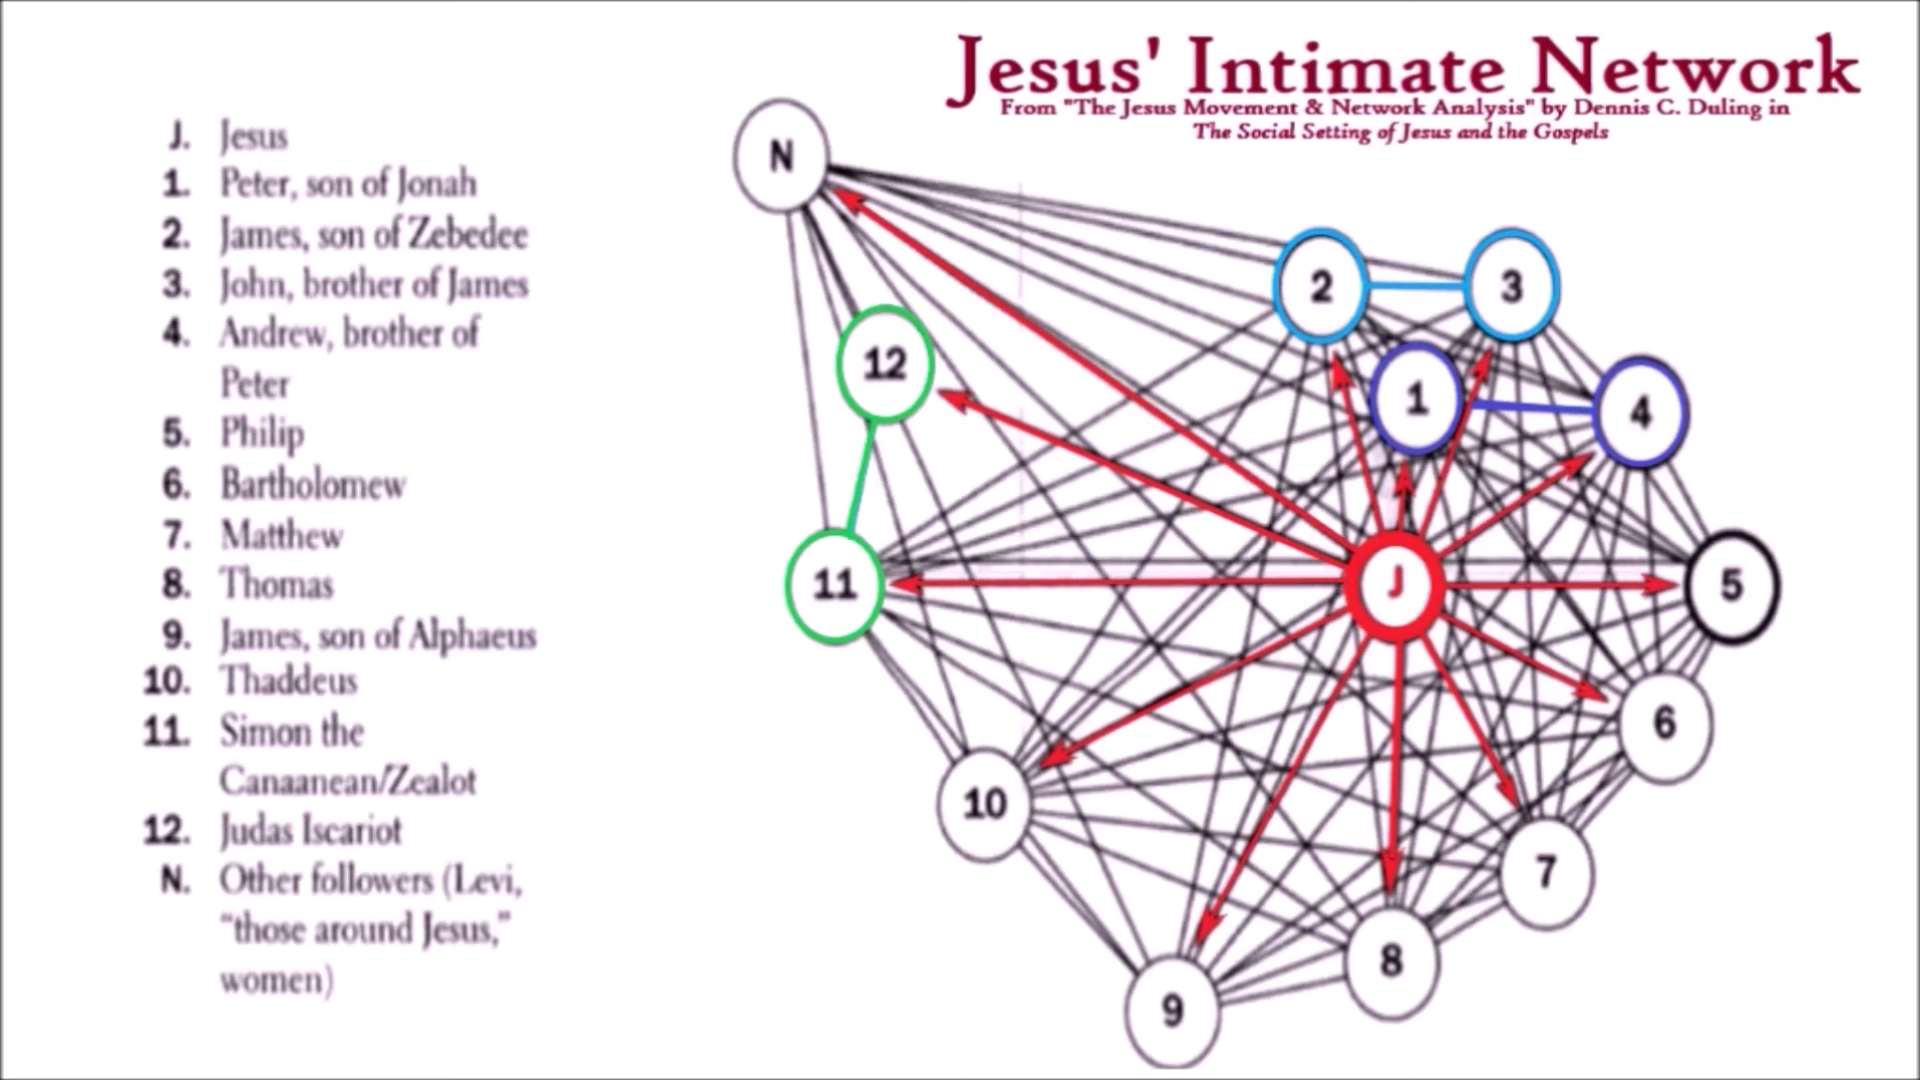 Jesus' Intimate Network
From "The Jesus Movement & Network Analysis" by Dennis C. Duling in
The Social Setting of Jesus and the Gospels
J. Jesus
1. Peter, son of Jonah
2. James, son of Zebedee
3. John, brother of James
4. Andrew, brother of
Peter
5. Philip
6. Bartholomew
7. Matthew
8. Thomas
9. James, son of Alphaeus
10. Thaddeus
11. Simon the
Canaanean/Zealot
12. Judas Iscariot
N. Other followers (Levi,
"those around Jesus,"
women)
N
2
3
12
1
4
11
J
5
6
10
7
8
9